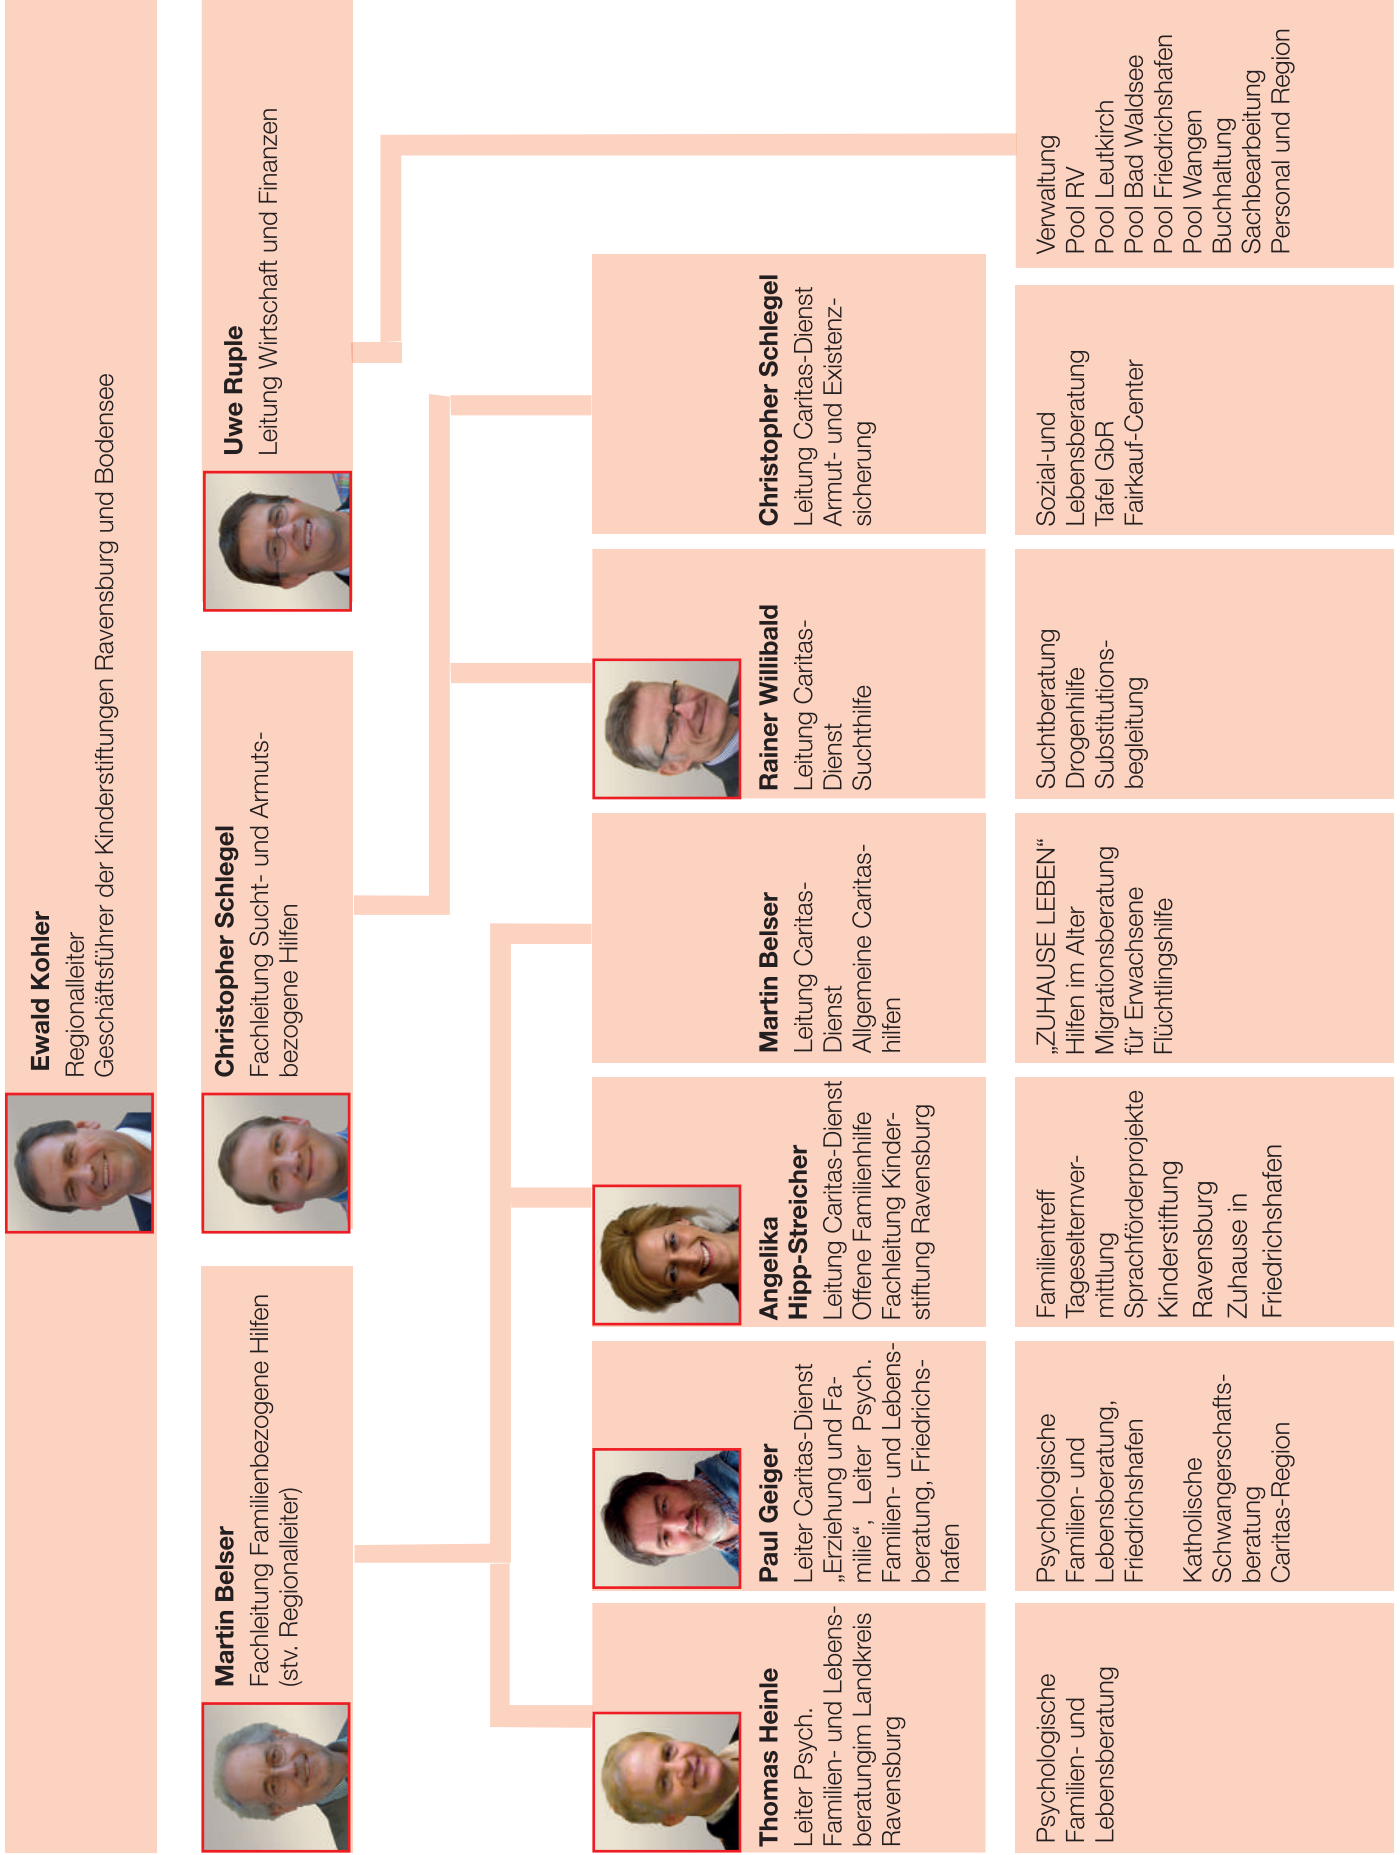 Ewald Kohler
Regionalleiter
Geschäftsführer der Kinderstiftungen Ravensburg und Bodensee
Martin Belser
Fachleitung Familienbezogene Hilfen
(stv. Regionalleiter)
Christopher Schlegel
Fachleitung Sucht- und Armuts-
bezogene Hilfen
Uwe Ruple
Leitung Wirtschaft und Finanzen
Thomas Heinle
Leiter Psych.
Familien- und Lebens-
beratungim Landkreis
Ravensburg
Paul Geiger
Leiter Caritas-Dienst
„Erziehung und Fa-
milie“, Leiter Psych.
Familien- und Lebens-
beratung, Friedrichs-
hafen
Angelika
Hipp-Streicher
Leitung Caritas-Dienst
Offene Familienhilfe
Fachleitung Kinder-
stiftung Ravensburg
Martin Belser
Leitung Caritas-
Dienst
Allgemeine Caritas-
hilfen
Rainer Willibald
Leitung Caritas-
Dienst
Suchthilfe
Christopher Schlegel
Leitung Caritas-Dienst
Armut- und Existenz-
sicherung
Psychologische
Familien- und
Lebensberatung
Psychologische
Familien- und
Lebensberatung,
Friedrichshafen
Katholische
Schwangerschafts-
beratung
Caritas-Region
Familientreff
Tageselternver-
mittlung
Sprachförderprojekte
Kinderstiftung
Ravensburg
Zuhause in
Friedrichshafen
„ZUHAUSE LEBEN“
Hilfen im Alter
Migrationsberatung
für Erwachsene
Flüchtlingshilfe
Suchtberatung
Drogenhilfe
Substitutions-
begleitung
Sozial-und
Lebensberatung
Tafel GbR
Fairkauf-Center
Verwaltung
Pool RV
Pool Leutkirch
Pool Bad Waldsee
Pool Friedrichshafen
Pool Wangen
Buchhaltung
Sachbearbeitung
Personal und Region